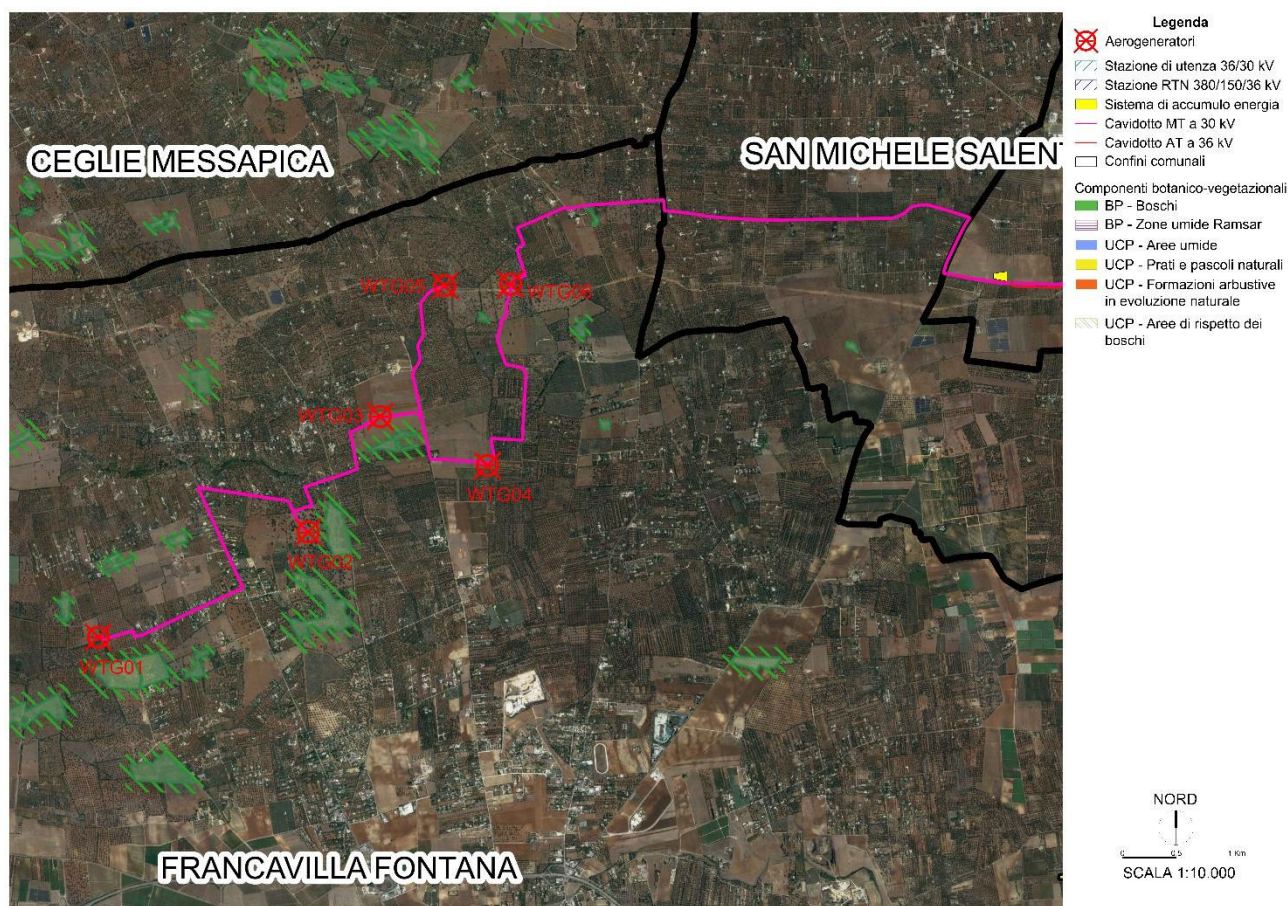 CEGLIE MESSAPICA
SAN MICHELE SALENT
WTG05
WTG06
WTG03
WTG04
WTG02
WTG01
FRANCAVILLA FONTANA
Legenda
Aerogeneratori
Stazione di utenza 36/30 kV
Stazione RTN 380/150/36 kV
Sistema di accumulo energia
Cavidotto MT a 30 kV
Cavidotto AT a 36 kV
Confini comunali
Componenti botanico-vegetazionali
BP - Boschi
BP - Zone umide Ramsar
UCP - Aree umide
UCP - Prati e pascoli naturali
UCP - Formazioni arbustive
in evoluzione naturale
UCP - Aree di rispetto dei
boschi
NORD
0 0.5 1 Km
SCALA 1:10.000